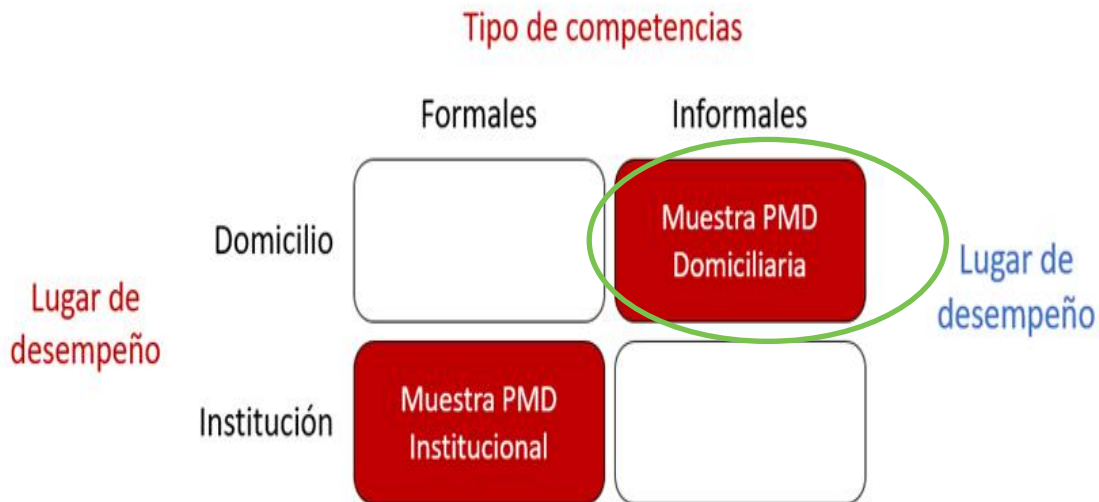 Tipo de competencias
Formales
Informales
Domicilio
Muestra PMD
Domiciliaria
Lugar de
desempeño
Lugar de
desempeño
Institución
Muestra PMD
Institucional